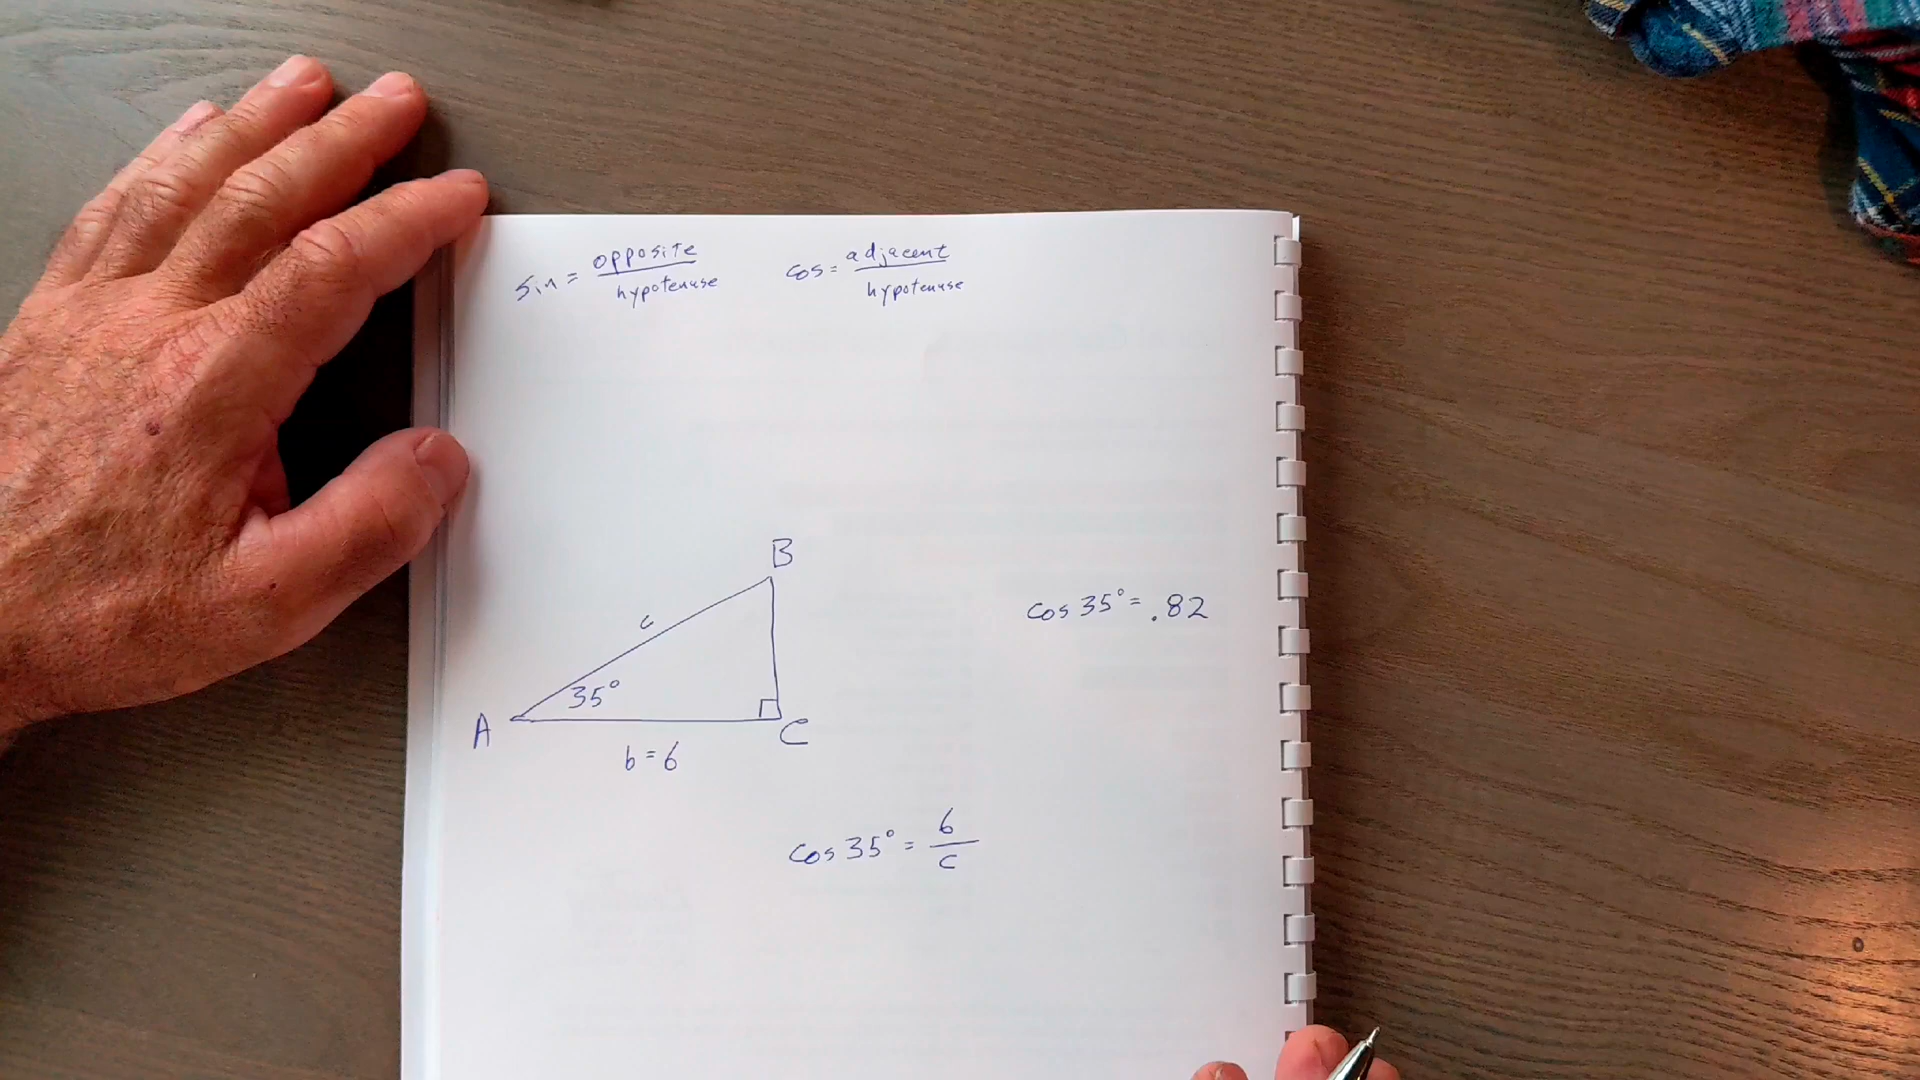 sin = opposite / hypotenuse
cos = adjacent / hypotenuse
B
c
cos 35° = .82
35°
A
C
b = 6
cos 35° = 6 / c